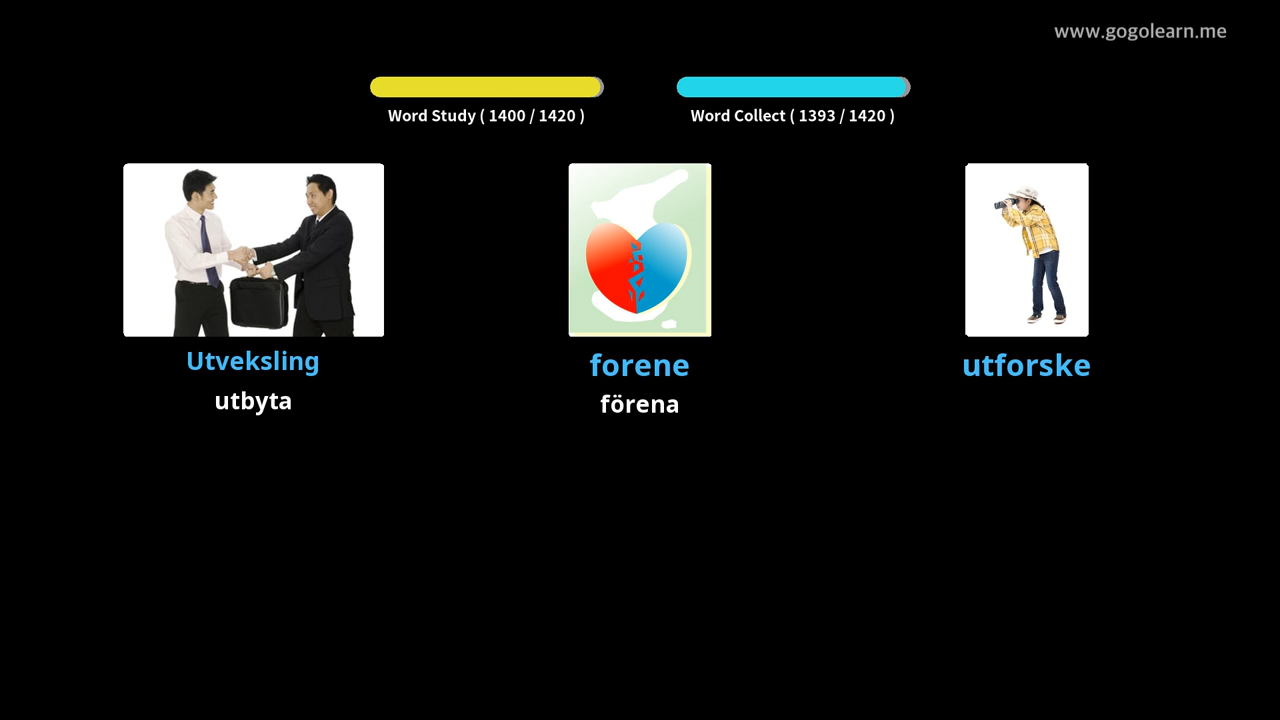 www.gogolearn.me
Word Study ( 1400 / 1420 )
Word Collect ( 1393 / 1420 )
Utveksling
utbyta
forene
förena
utforske